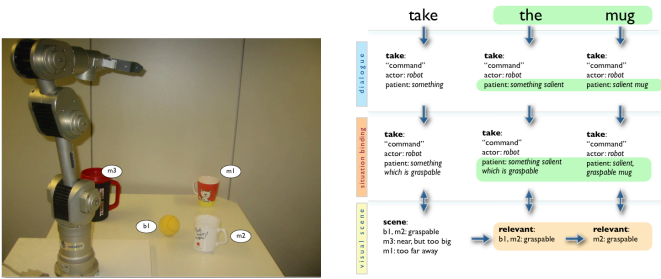 m3
m1
b1
m2
take the mug
dialogue
take:
"command"
actor: robot
patient: something
take:
"command"
actor: robot
patient: something salient
take:
"command"
actor: robot
patient: salient mug
situation binding
take:
"command"
actor: robot
patient: something
which is graspable
take:
"command"
actor: robot
patient: something salient
which is graspable
take:
"command"
actor: robot
patient: salient,
graspable mug
visual scene
scene:
b1, m2: graspable
m3: near, but too big
m1: too far away
relevant:
b1, m2: graspable
relevant:
m2: graspable